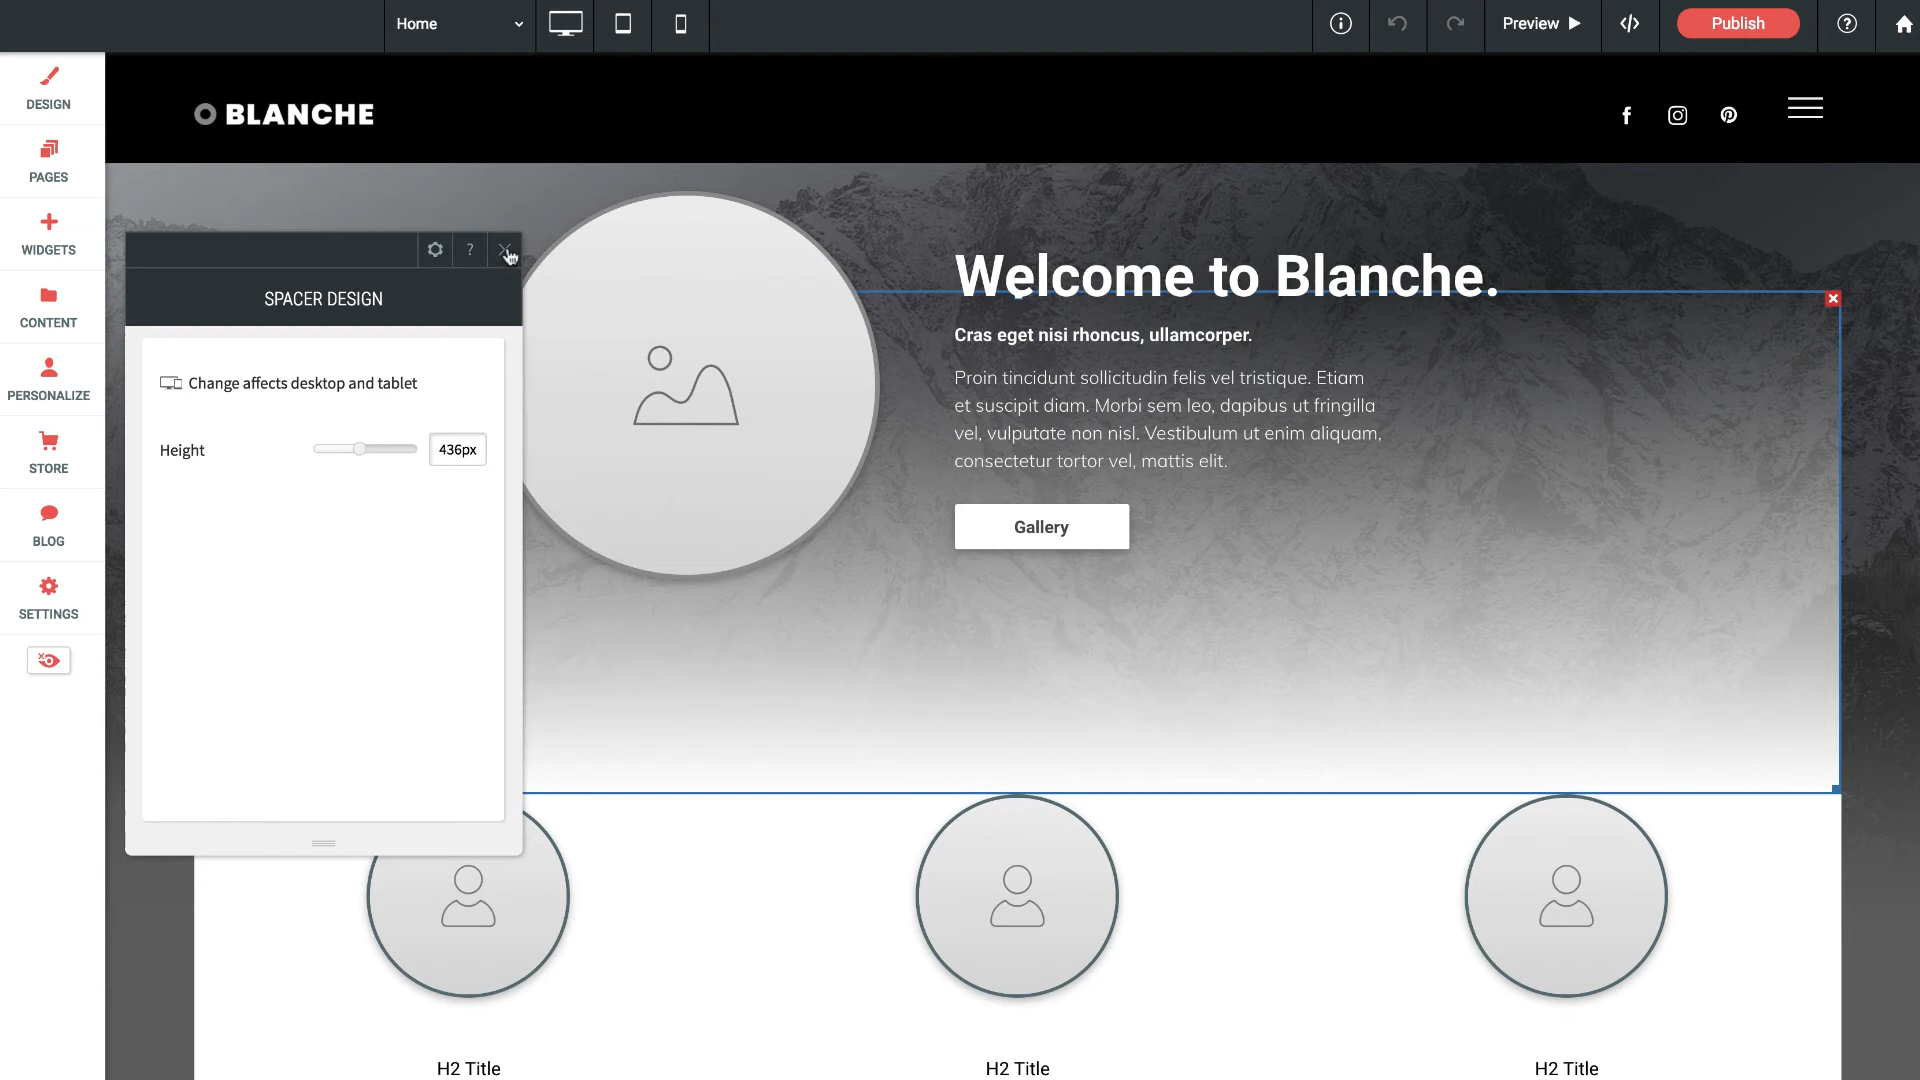 Home
Preview
Publish
DESIGN
PAGES
WIDGETS
CONTENT
PERSONALIZE
STORE
BLOG
SETTINGS
BLANCHE
?
SPACER DESIGN
Change affects desktop and tablet
Height
436px
Welcome to Blanche.
Cras eget nisi rhoncus, ullamcorper.
Proin tincidunt sollicitudin felis vel tristique. Etiam
et suscipit diam. Morbi sem leo, dapibus ut fringilla
vel, vulputate non nisl. Vestibulum ut enim aliquam,
consectetur tortor vel, mattis elit.
Gallery
H2 Title
H2 Title
H2 Title